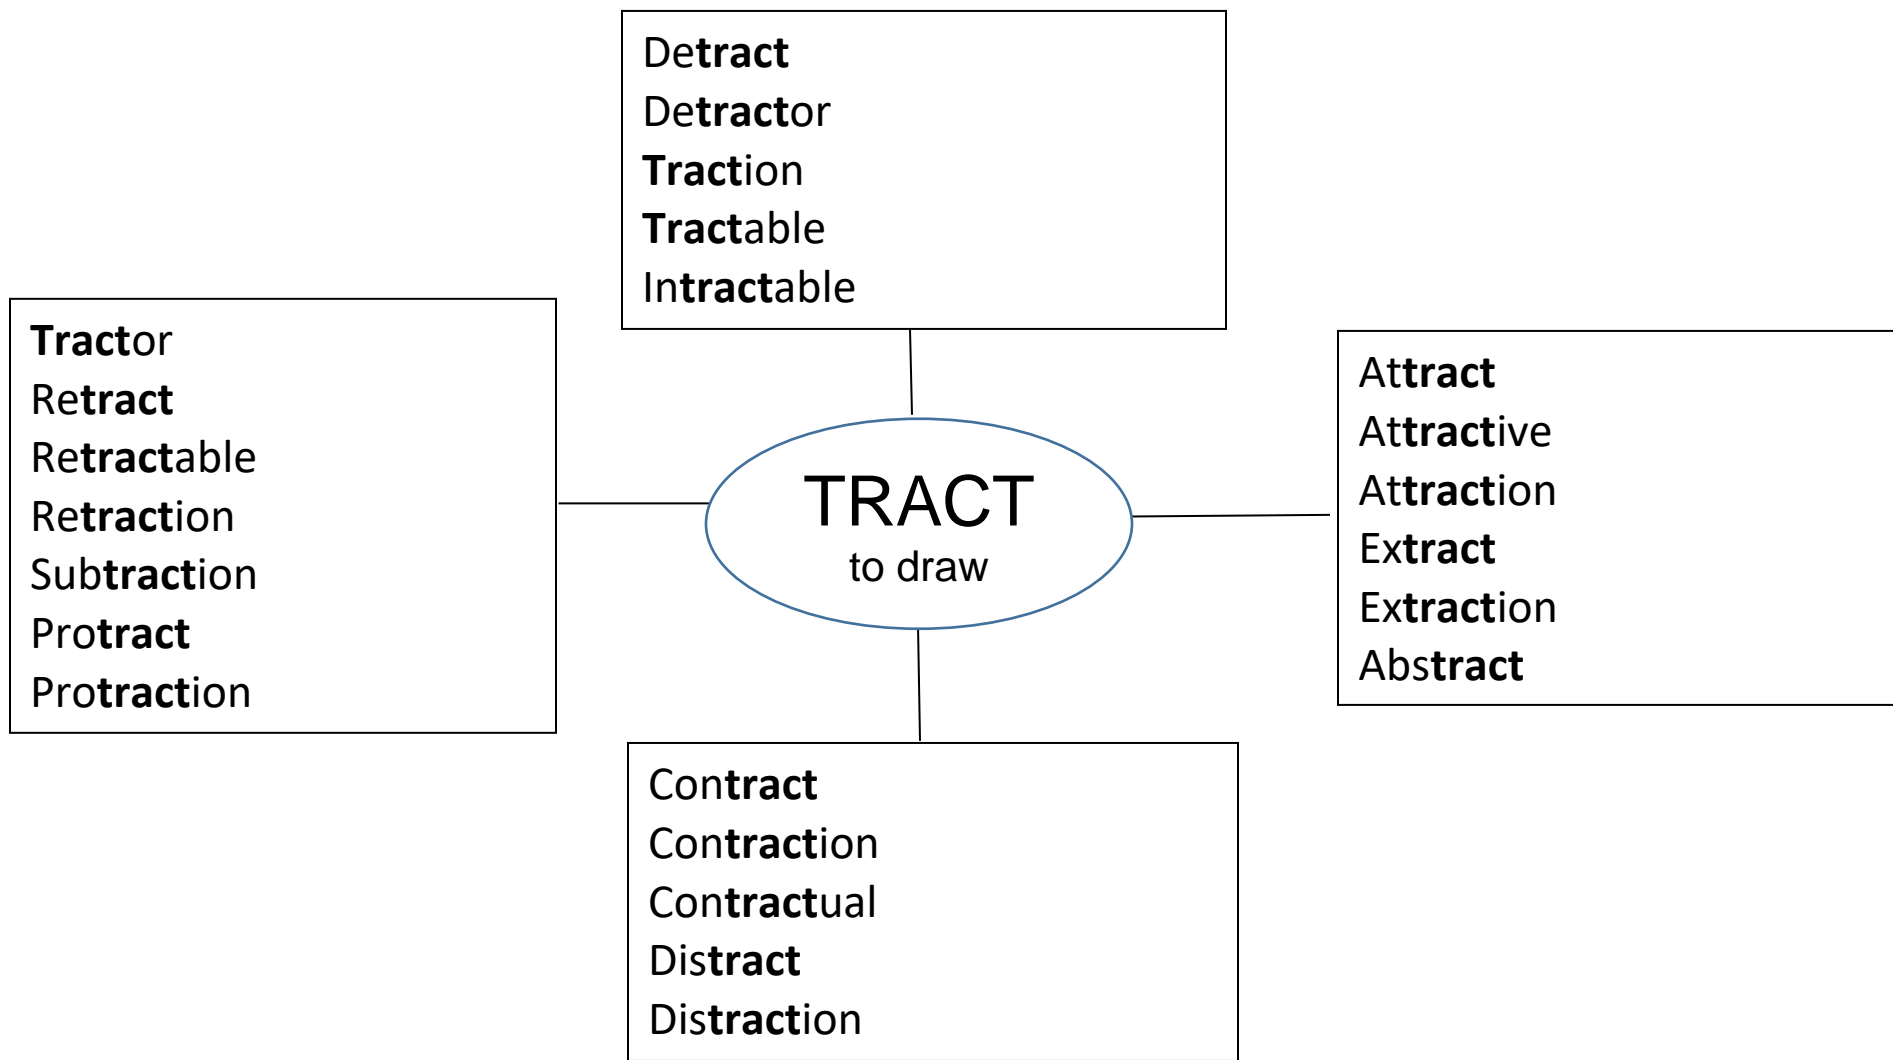 Detract
Detractor
Traction
Tractable
Intractable
Tractor
Retract
Retractable
Retraction
Subtraction
Protract
Protraction
TRACT
to draw
Attract
Attractive
Attraction
Extract
Extraction
Abstract
Contract
Contraction
Contractual
Distract
Distraction